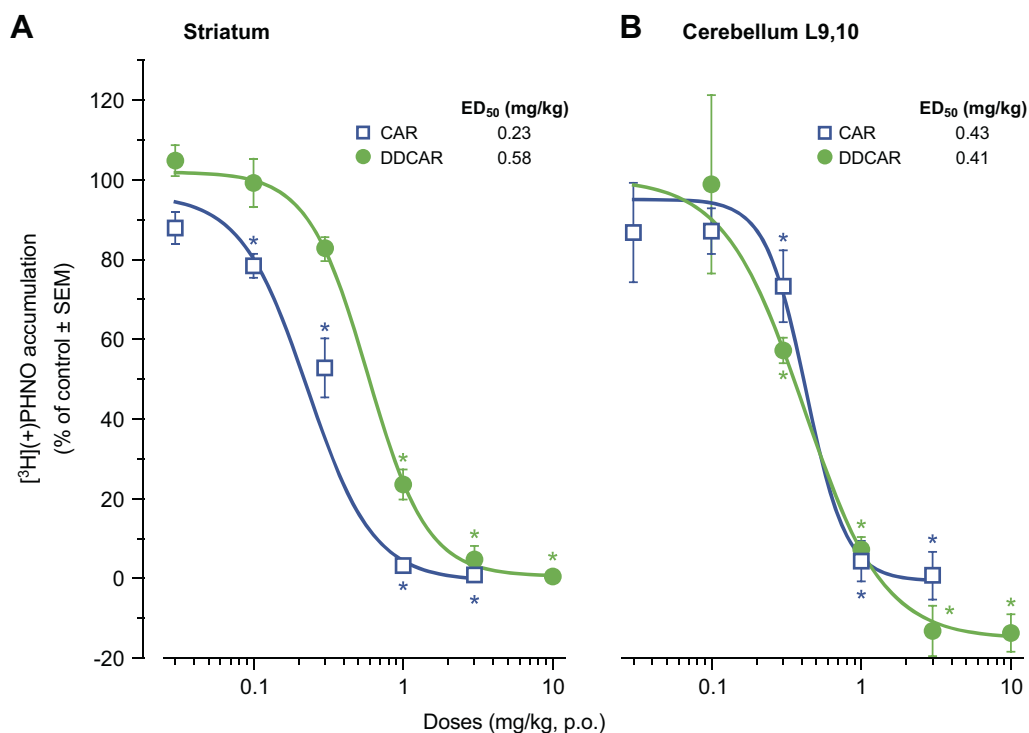 A Striatum
B Cerebellum L9,10
[³H](+)PHNO accumulation
(% of control ± SEM)
120
100
80
60
40
20
0
-20
ED₅₀ (mg/kg)
CAR 0.23
DDCAR 0.58
*
*
*
*
*
*
*
0.1 1 10
ED₅₀ (mg/kg)
CAR 0.43
DDCAR 0.41
*
*
*
*
*
*
*
0.1 1 10
Doses (mg/kg, p.o.)